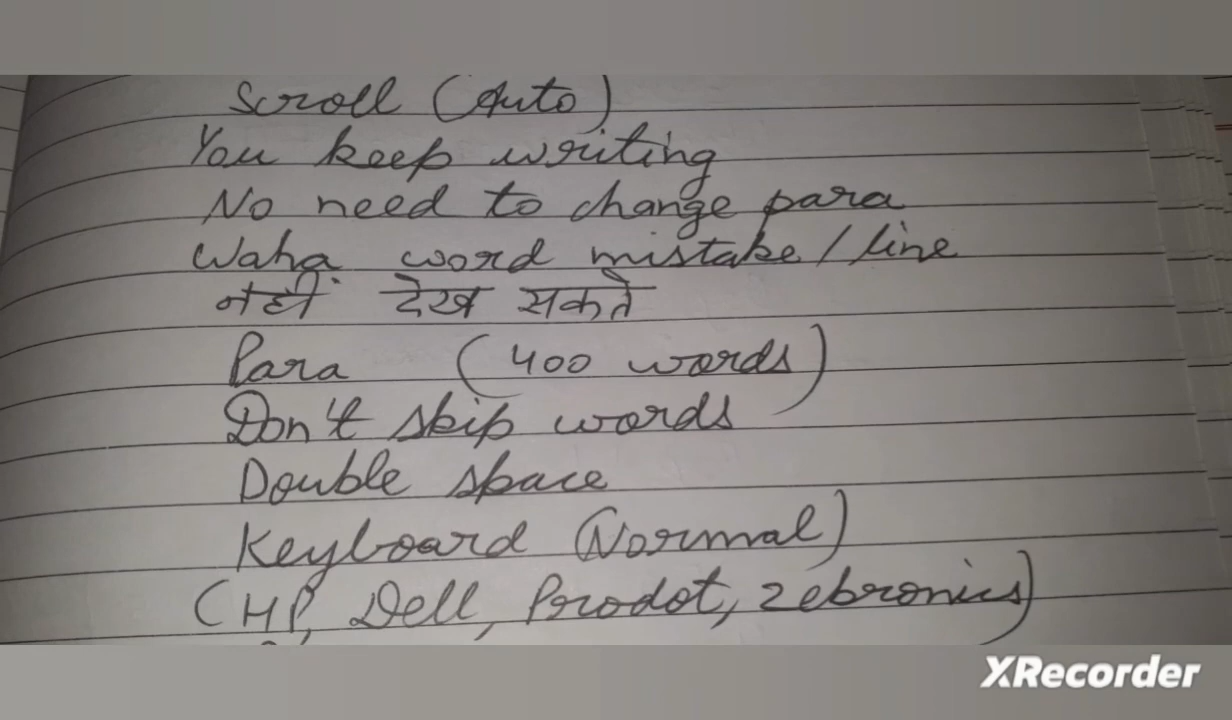 Scroll (Auto)
You keep writing
No need to change para
Waha word mistake / line
नहीं देख सकते
Para (400 words)
Don't skip words
Double space
Keyboard (Normal)
(HP, Dell, Prodot, zebronics)
XRecorder